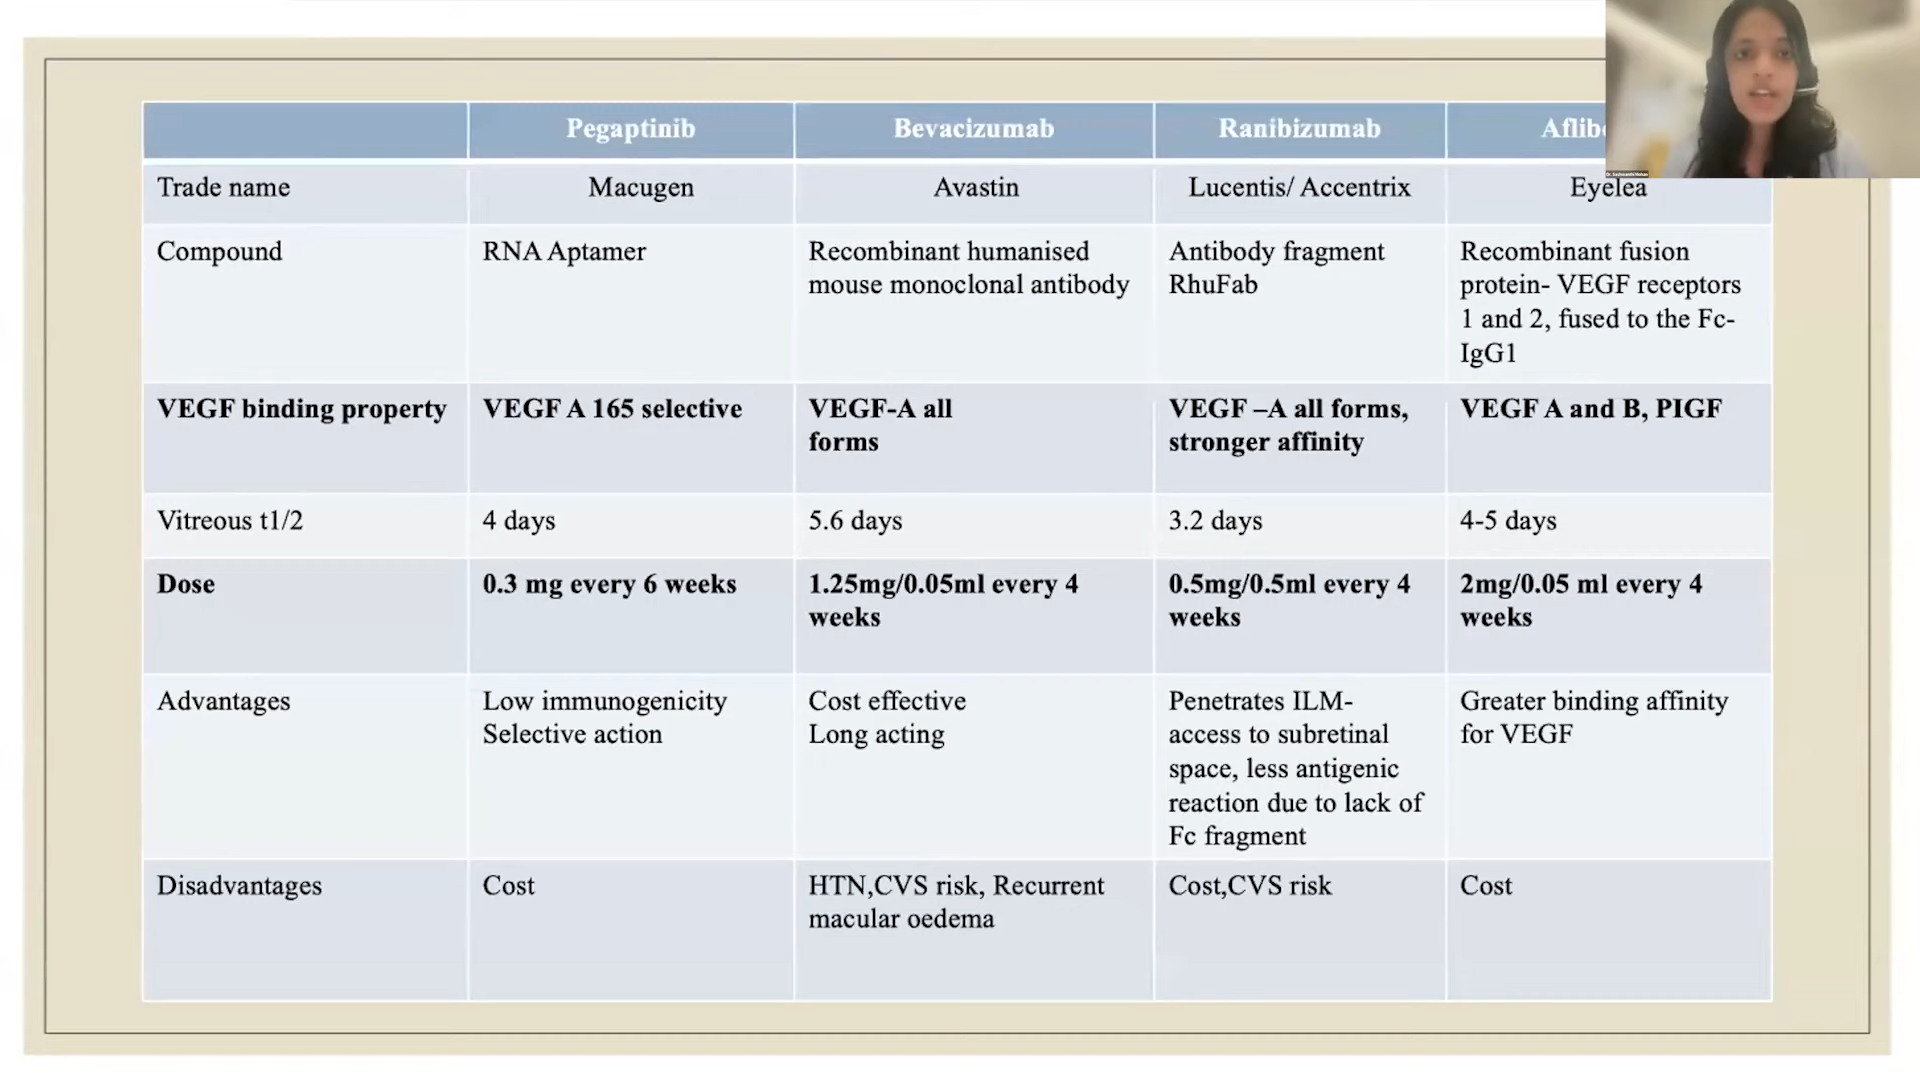 Pegaptinib Bevacizumab Ranibizumab
Trade name Macugen Avastin Lucentis/ Accentrix Eyelea
Compound RNA Aptamer Recombinant humanised Antibody fragment Recombinant fusion
mouse monoclonal antibody RhuFab protein- VEGF receptors
1 and 2, fused to the Fc-
IgG1
VEGF binding property VEGF A 165 selective VEGF-A all VEGF –A all forms, VEGF A and B, PIGF
forms stronger affinity
Vitreous t1/2 4 days 5.6 days 3.2 days 4-5 days
Dose 0.3 mg every 6 weeks 1.25mg/0.05ml every 4 0.5mg/0.5ml every 4 2mg/0.05 ml every 4
weeks weeks weeks
Advantages Low immunogenicity Cost effective Penetrates ILM- Greater binding affinity
Selective action Long acting access to subretinal for VEGF
space, less antigenic
reaction due to lack of
Fc fragment
Disadvantages Cost HTN,CVS risk, Recurrent Cost,CVS risk Cost
macular oedema